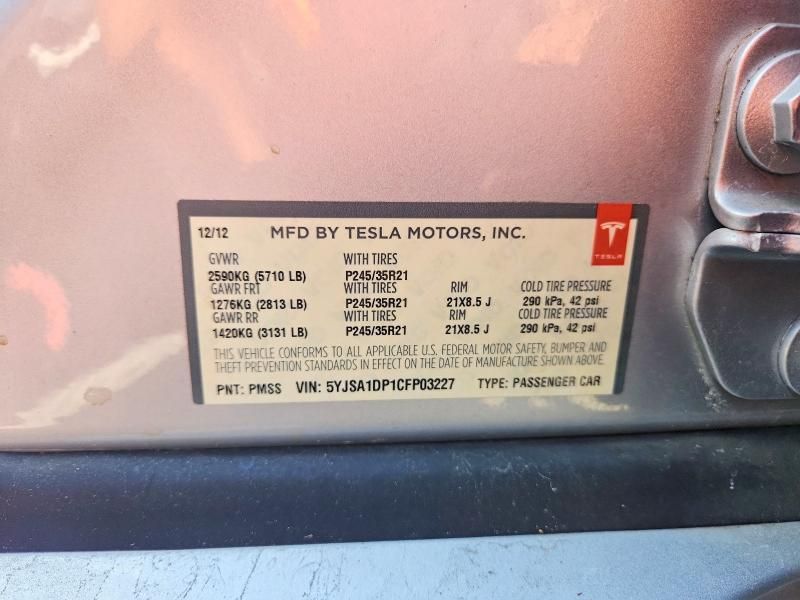 12/12 MFD BY TESLA MOTORS, INC.
TESLA
GVWR WITH TIRES
2590KG (5710 LB) P245/35R21
GAWR FRT WITH TIRES RIM COLD TIRE PRESSURE
1276KG (2813 LB) P245/35R21 21X8.5 J 290 kPa, 42 psi
GAWR RR WITH TIRES RIM COLD TIRE PRESSURE
1420KG (3131 LB) P245/35R21 21X8.5 J 290 kPa, 42 psi
THIS VEHICLE CONFORMS TO ALL APPLICABLE U.S. FEDERAL MOTOR SAFETY, BUMPER AND
THEFT PREVENTION STANDARDS IN EFFECT ON THE DATE OF MANUFACTURE SHOWN ABOVE.
PNT: PMSS VIN: 5YJSA1DP1CFP03227 TYPE: PASSENGER CAR